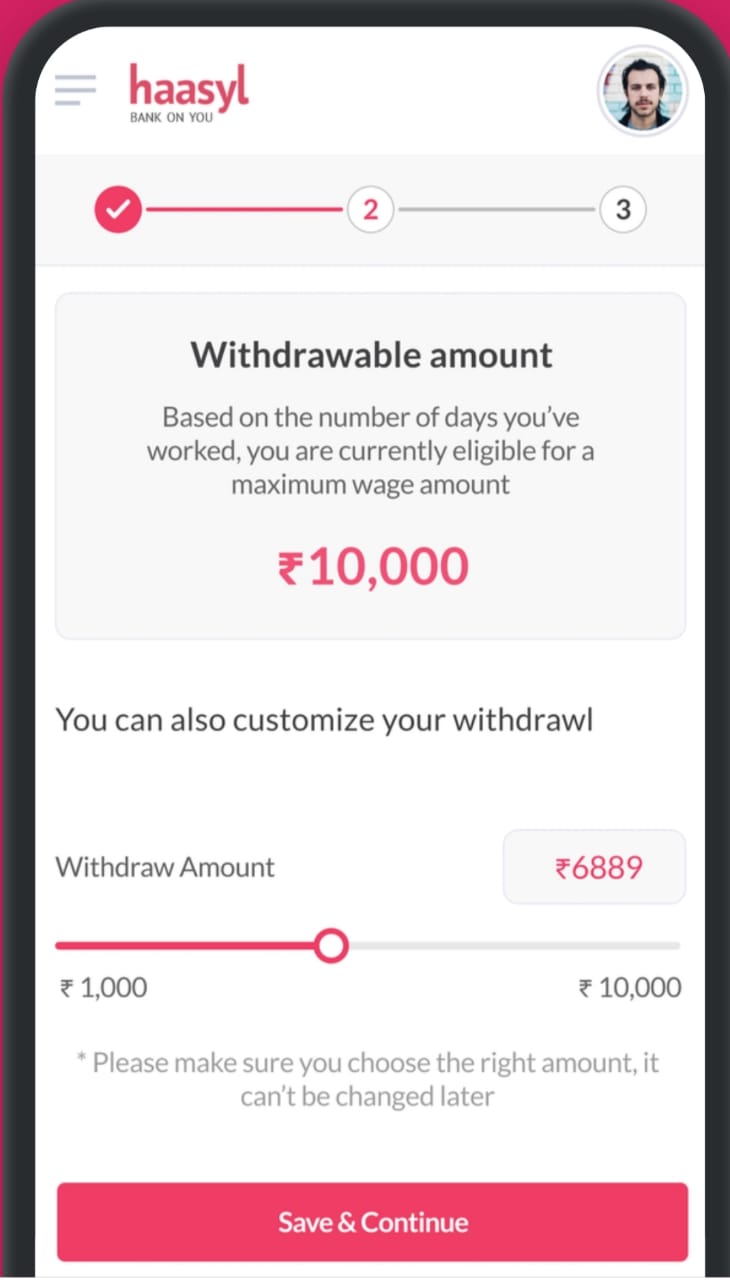 haasyl
BANK ON YOU
2
3
Withdrawable amount
Based on the number of days you’ve
worked, you are currently eligible for a
maximum wage amount
₹10,000
You can also customize your withdrawl
Withdraw Amount
₹6889
₹ 1,000
₹ 10,000
* Please make sure you choose the right amount, it
can’t be changed later
Save & Continue